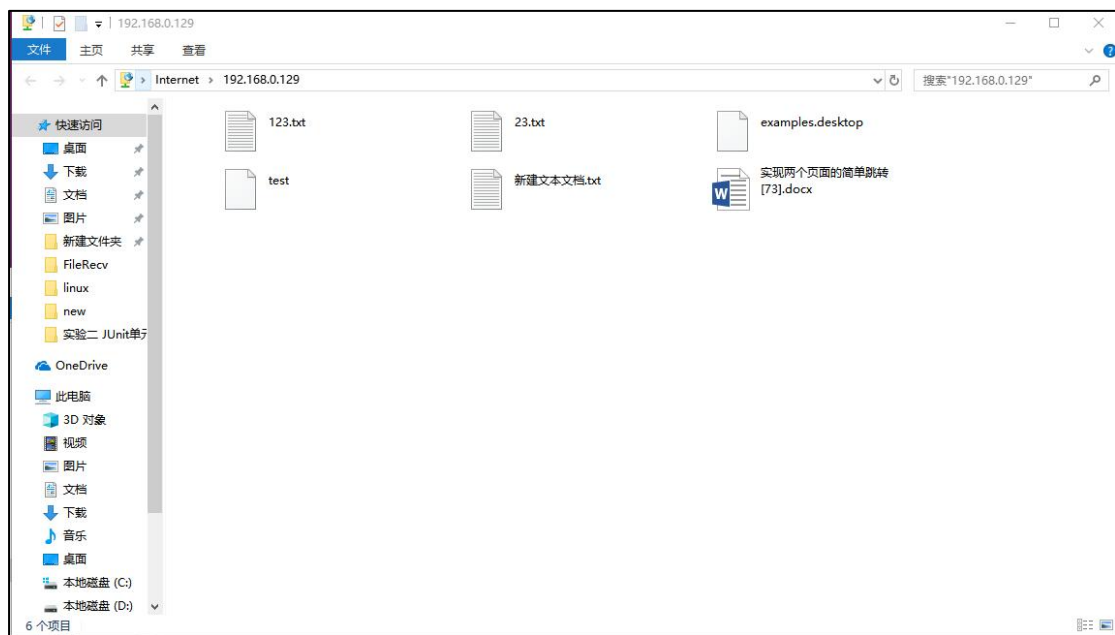 192.168.0.129
文件 主页 共享 查看
Internet 192.168.0.129 搜索"192.168.0.129"
快速访问
桌面
下载
文档
图片
新建文件夹
FileRecv
linux
new
实验二 JUnit单元
OneDrive
此电脑
3D 对象
视频
图片
文档
下载
音乐
桌面
本地磁盘 (C:)
本地磁盘 (D:)
123.txt 23.txt examples.desktop
test 新建文本文档.txt 实现两个页面的简单跳转
[73].docx
6 个项目